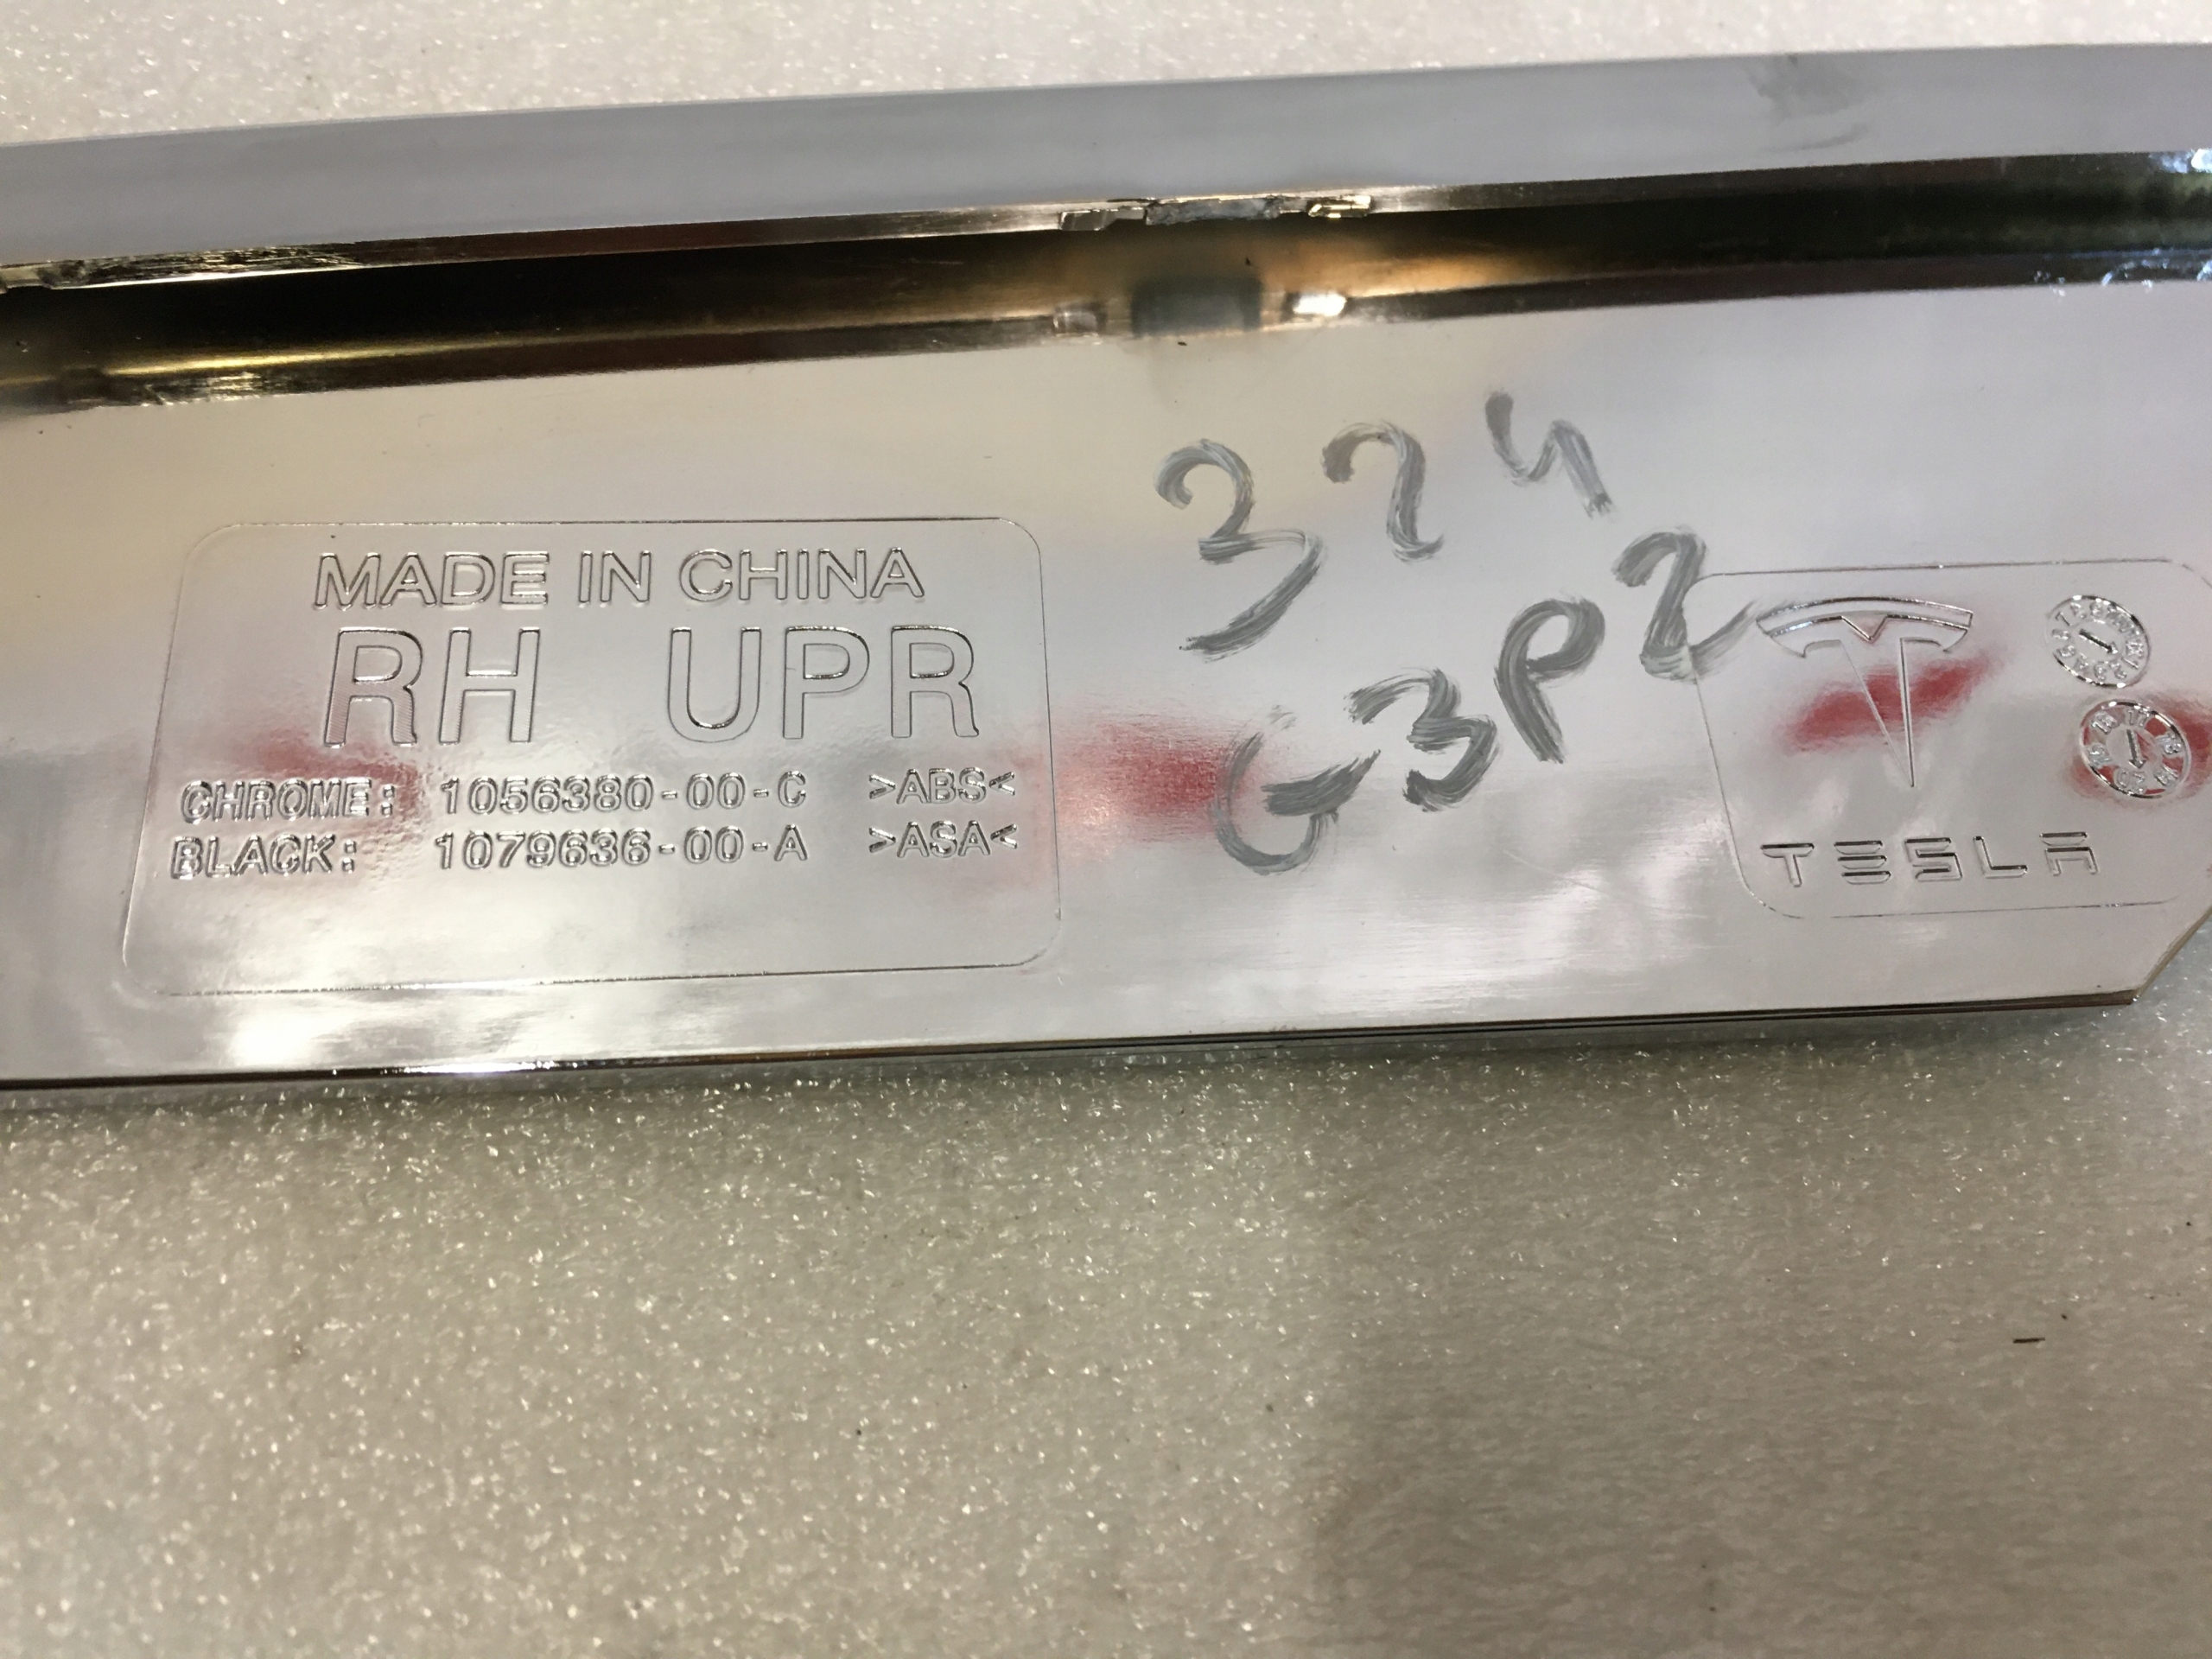 MADE IN CHINA
RH UPR
CHROME: 1056380-00-C >ABS<
BLACK: 1079636-00-A >ASA<
324
G3P2
TESLA